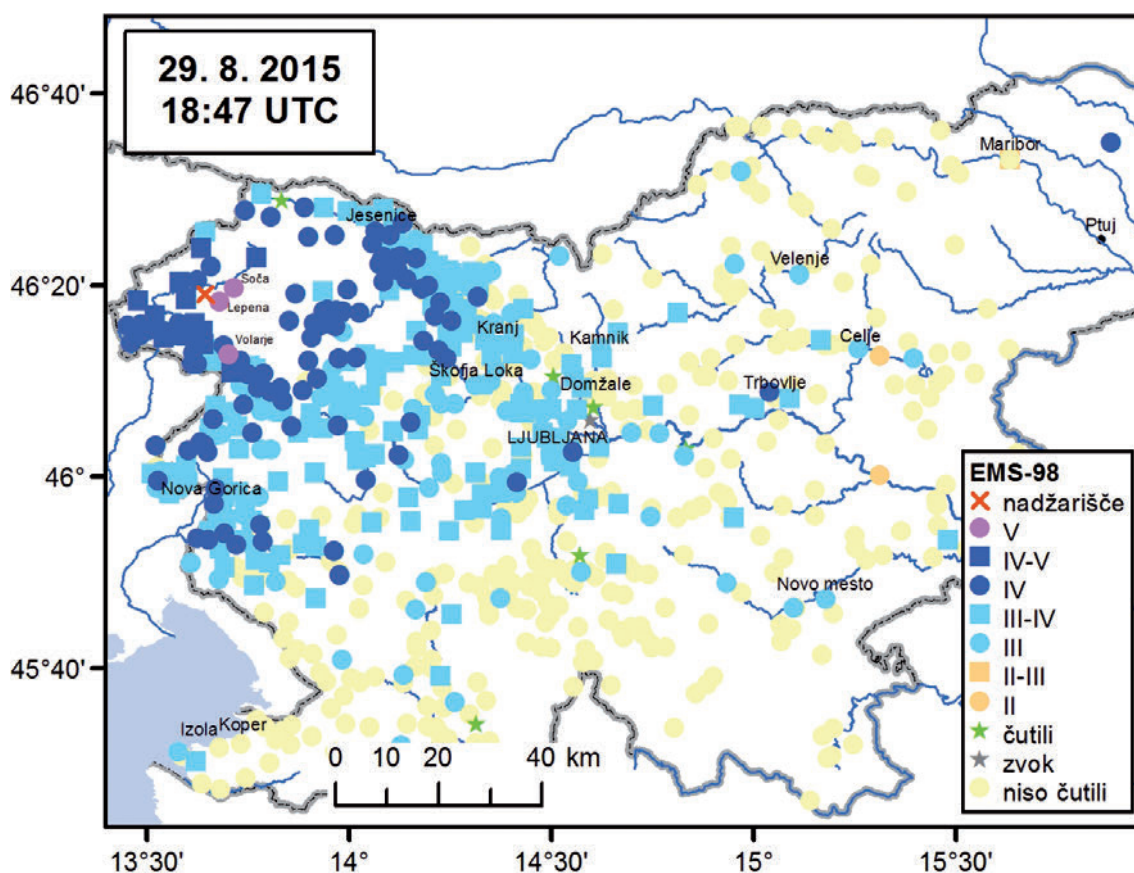 29. 8. 2015
18:47 UTC
46°40'
46°20'
46°
45°40'
13°30'
14°
14°30'
15°
15°30'
Maribor
Ptuj
Jesenice
Velenje
Soča
Lepena
Volarje
Kranj
Kamnik
Celje
Škofja Loka
Domžale
Trbovlje
LJUBLJANA
Nova Gorica
Novo mesto
Izola
Koper
0 10 20 40 km
EMS-98
nadžarišče
V
IV-V
IV
III-IV
III
II-III
II
čutili
zvok
niso čutili